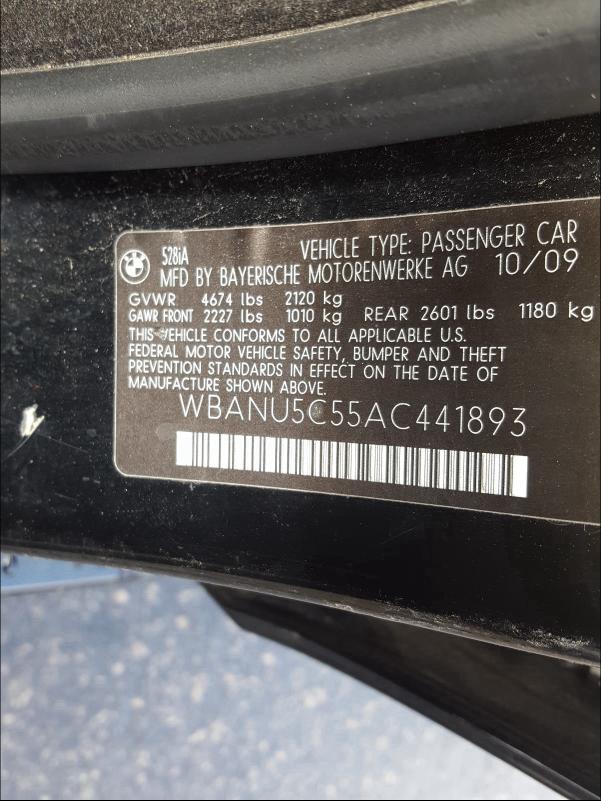 528iA VEHICLE TYPE: PASSENGER CAR
MFD BY BAYERISCHE MOTORENWERKE AG 10/09
GVWR 4674 lbs 2120 kg
GAWR FRONT 2227 lbs 1010 kg REAR 2601 lbs 1180 kg
THIS VEHICLE CONFORMS TO ALL APPLICABLE U.S.
FEDERAL MOTOR VEHICLE SAFETY, BUMPER AND THEFT
PREVENTION STANDARDS IN EFFECT ON THE DATE OF
MANUFACTURE SHOWN ABOVE.
WBANU5C55AC441893